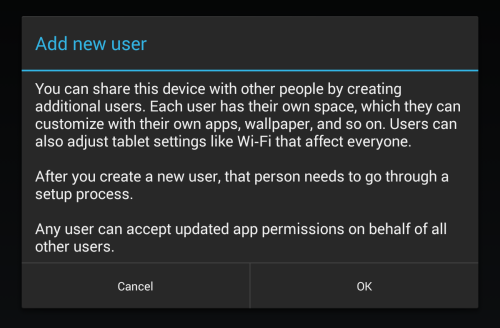 Add new user
You can share this device with other people by creating
additional users. Each user has their own space, which they can
customize with their own apps, wallpaper, and so on. Users can
also adjust tablet settings like Wi-Fi that affect everyone.
After you create a new user, that person needs to go through a
setup process.
Any user can accept updated app permissions on behalf of all
other users.
Cancel
OK